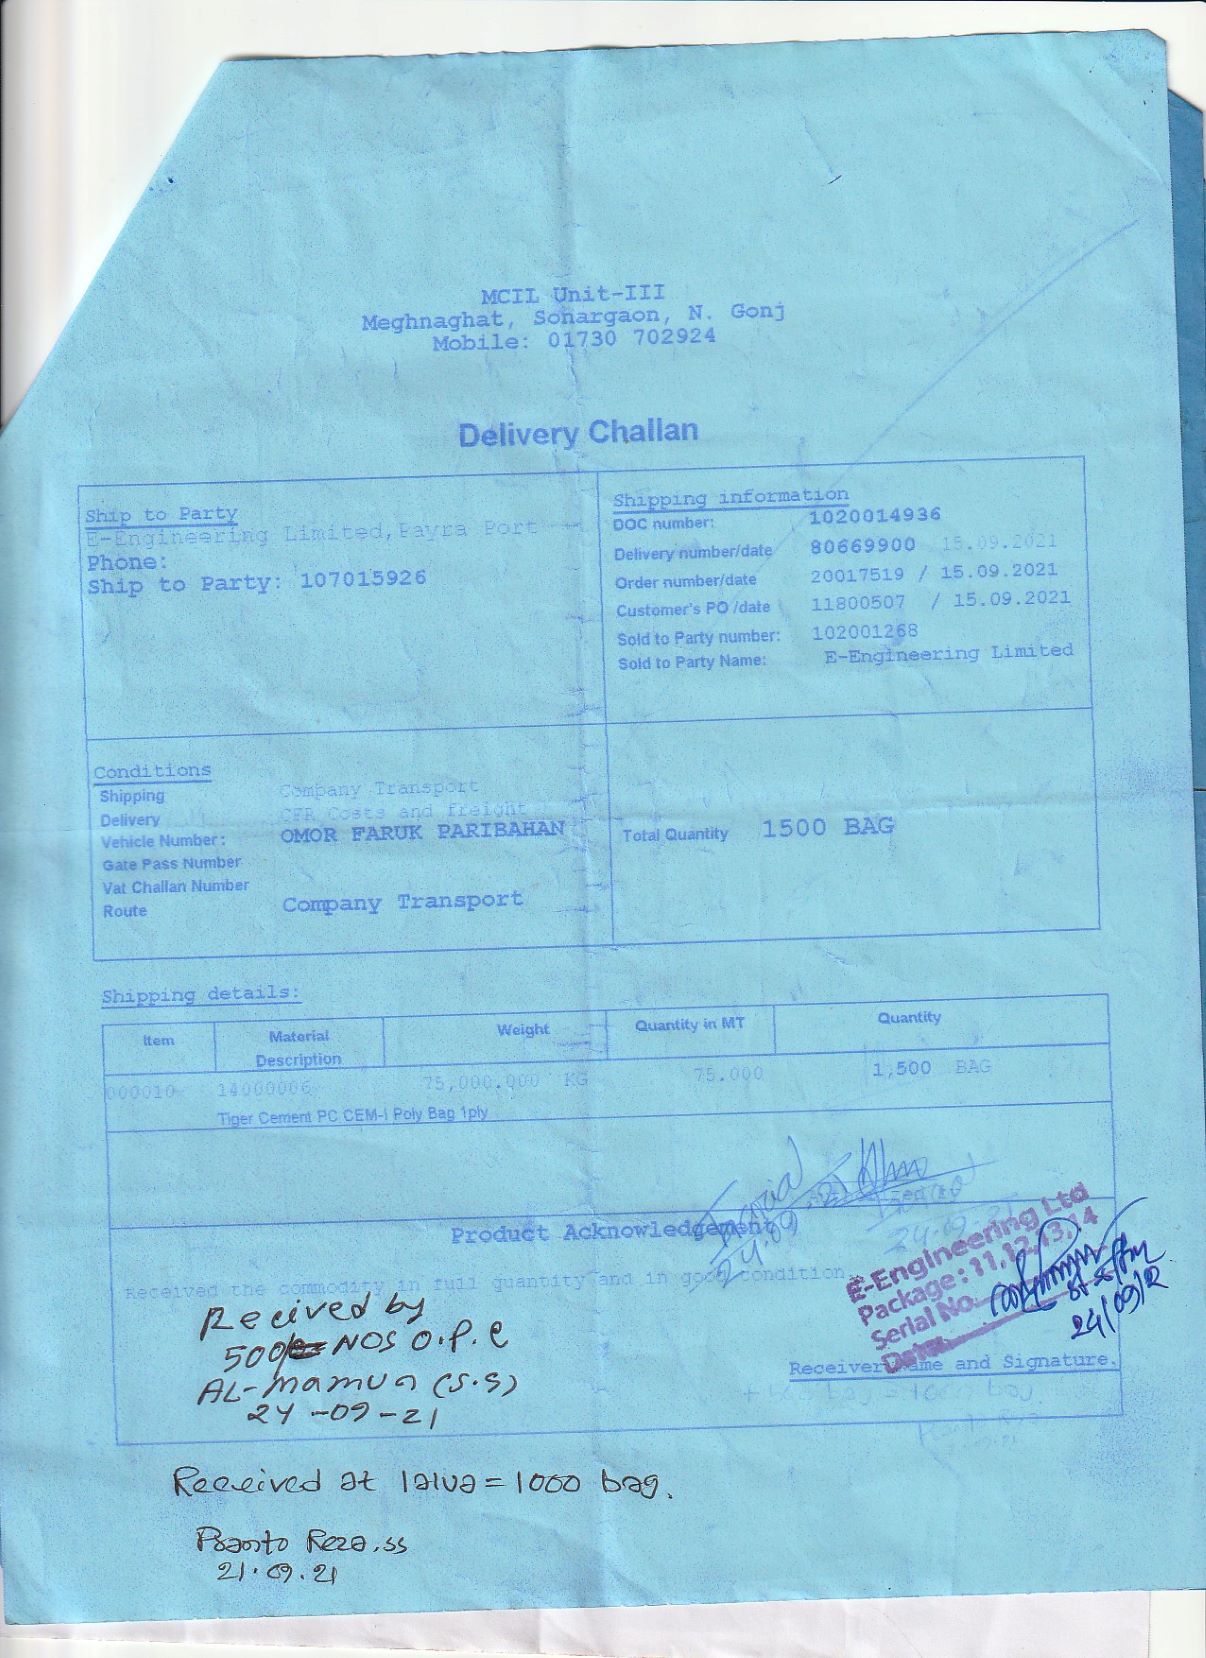 MCIL Unit-III
Meghnaghat, Sonargaon, N. Gonj
Mobile: 01730 702924
Delivery Challan
Ship to Party
E-Engineering Limited,Payra Port
Phone:
Ship to Party: 107015926
Shipping information
DOC number: 1020014936
Delivery number/date 80669900 15.09.2021
Order number/date 20017519 / 15.09.2021
Customer's PO /date 11800507 / 15.09.2021
Sold to Party number: 102001268
Sold to Party Name: E-Engineering Limited
Conditions
Shipping Company Transport
Delivery CFR Costs and freight
Vehicle Number: OMOR FARUK PARIBAHAN
Gate Pass Number
Vat Challan Number
Route Company Transport
Total Quantity 1500 BAG
Shipping details:
Item Material Description Weight Quantity in MT Quantity
000010 14000006 75,000.000 KG 75.000 1,500 BAG
Tiger Cement PC CEM-I Poly Bag 1ply
Product Acknowledgement
Received the commodity in full quantity and in good condition.
Recived by
500 NOS O.P.C
AL-Mamun (S.S)
24-09-21
24.09.21
E-Engineering Ltd
Package: 11,12,13,14
Serial No.
Date:
24/09/21
Receiver Name and Signature.
Received at lalua = 1000 bag.
Reza.ss
21.09.21